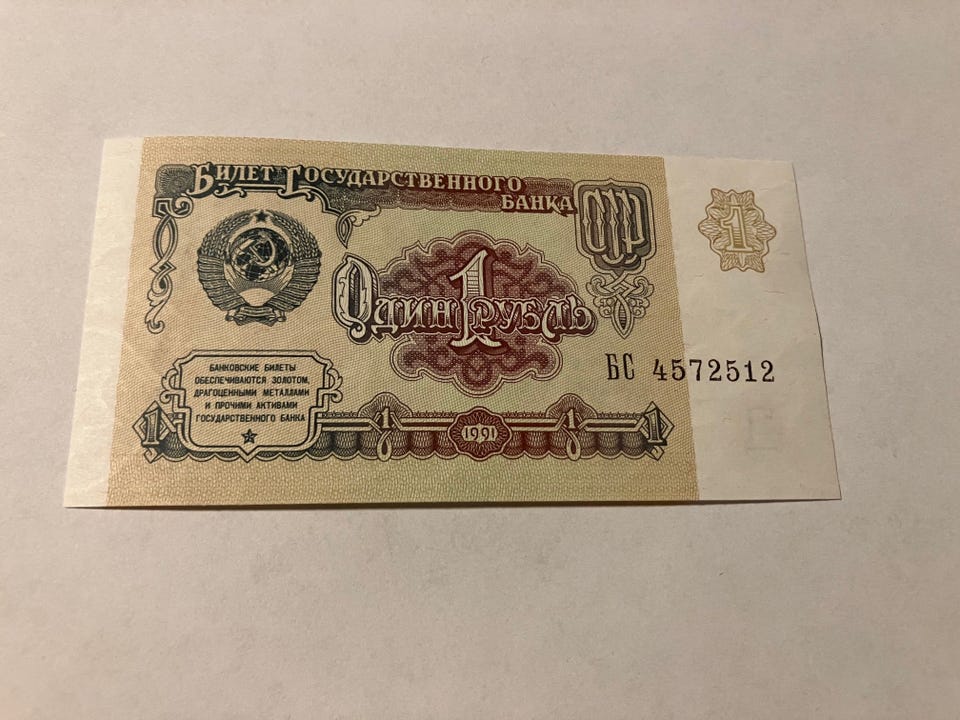 Билет Государственного
Банка
СССР
1
Один 1 рубль
БС 4572512
БАНКОВСКИЕ БИЛЕТЫ
ОБЕСПЕЧИВАЮТСЯ ЗОЛОТОМ,
ДРАГОЦЕННЫМИ МЕТАЛЛАМИ
И ПРОЧИМИ АКТИВАМИ
ГОСУДАРСТВЕННОГО БАНКА
1 1 1991 1 1